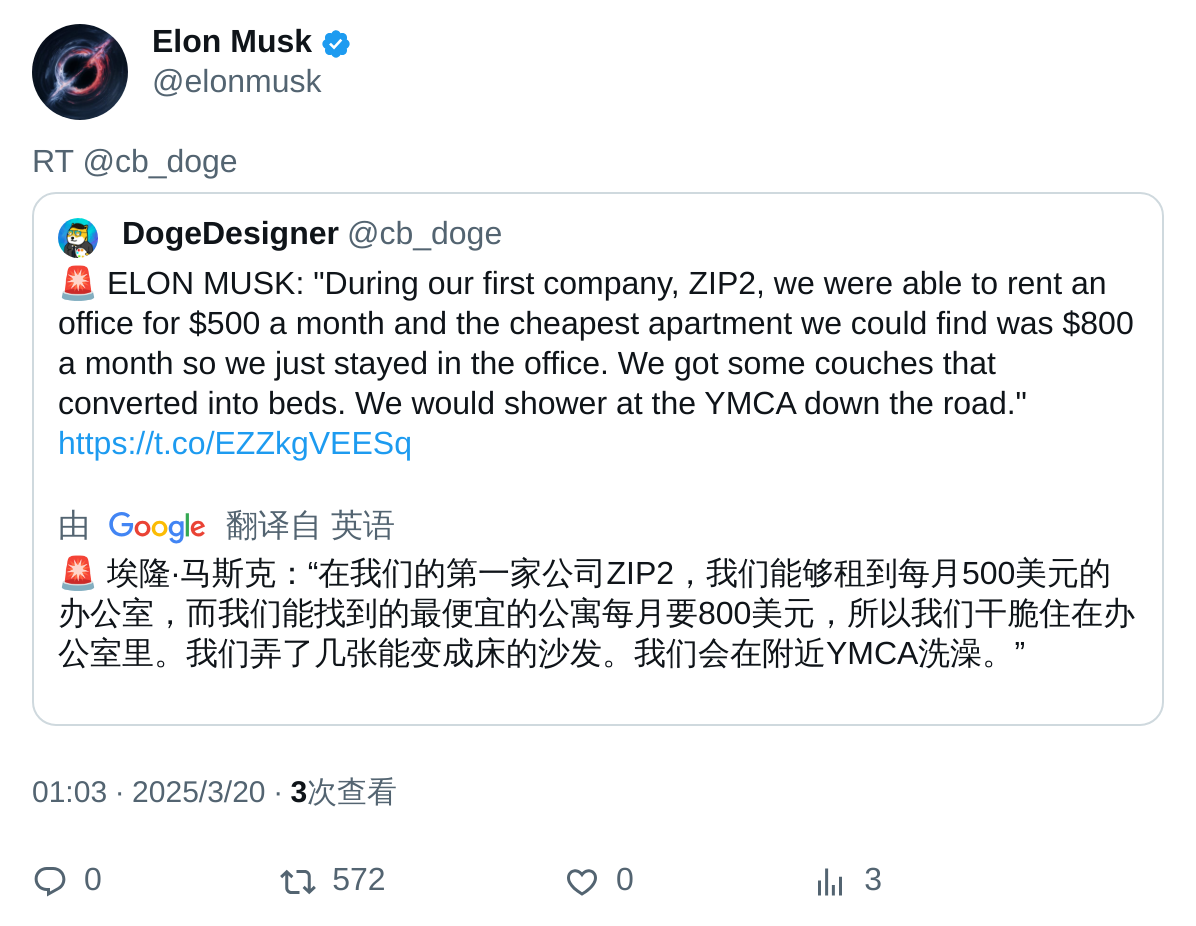 Elon Musk
@elonmusk
RT @cb_doge
DogeDesigner @cb_doge
🚨 ELON MUSK: "During our first company, ZIP2, we were able to rent an
office for $500 a month and the cheapest apartment we could find was $800
a month so we just stayed in the office. We got some couches that
converted into beds. We would shower at the YMCA down the road."
https://t.co/EZZkgVEESq
由 Google 翻译自 英语
🚨 埃隆·马斯克：“在我们的第一家公司ZIP2，我们能够租到每月500美元的
办公室，而我们能找到的最便宜的公寓每月要800美元，所以我们干脆住在办
公室里。我们弄了几张能变成床的沙发。我们会在附近YMCA洗澡。”
01:03 · 2025/3/20 · 3次查看
0 572 0 3